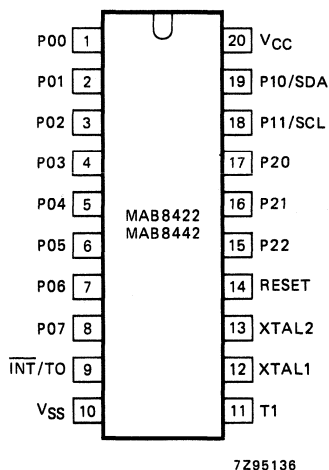 P00 1 20 VCC
P01 2 19 P10/SDA
P02 3 18 P11/SCL
P03 4 17 P20
P04 5 MAB8422 16 P21
MAB8442
P05 6 15 P22
P06 7 14 RESET
P07 8 13 XTAL2
INT/TO 9 12 XTAL1
VSS 10 11 T1
7Z95136